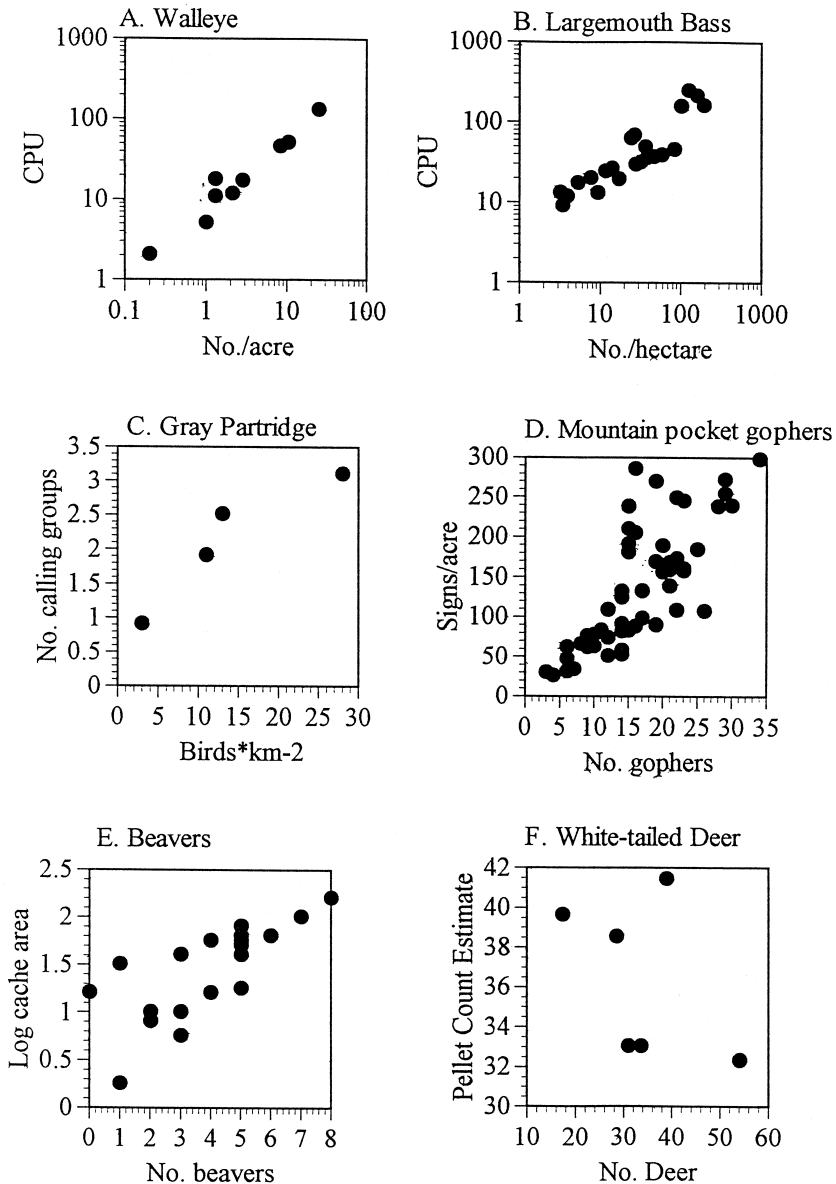 A. Walleye
1000
100
10
1
CPU
0.1 1 10 100
No./acre
B. Largemouth Bass
1000
100
10
1
CPU
1 10 100 1000
No./hectare
C. Gray Partridge
3.5
3
2.5
2
1.5
1
0.5
0
No. calling groups
0 5 10 15 20 25 30
Birds*km-2
D. Mountain pocket gophers
300
250
200
150
100
50
0
Signs/acre
0 5 10 15 20 25 30 35
No. gophers
E. Beavers
2.5
2
1.5
1
0.5
0
Log cache area
0 1 2 3 4 5 6 7 8
No. beavers
F. White-tailed Deer
42
40
38
36
34
32
30
Pellet Count Estimate
10 20 30 40 50 60
No. Deer